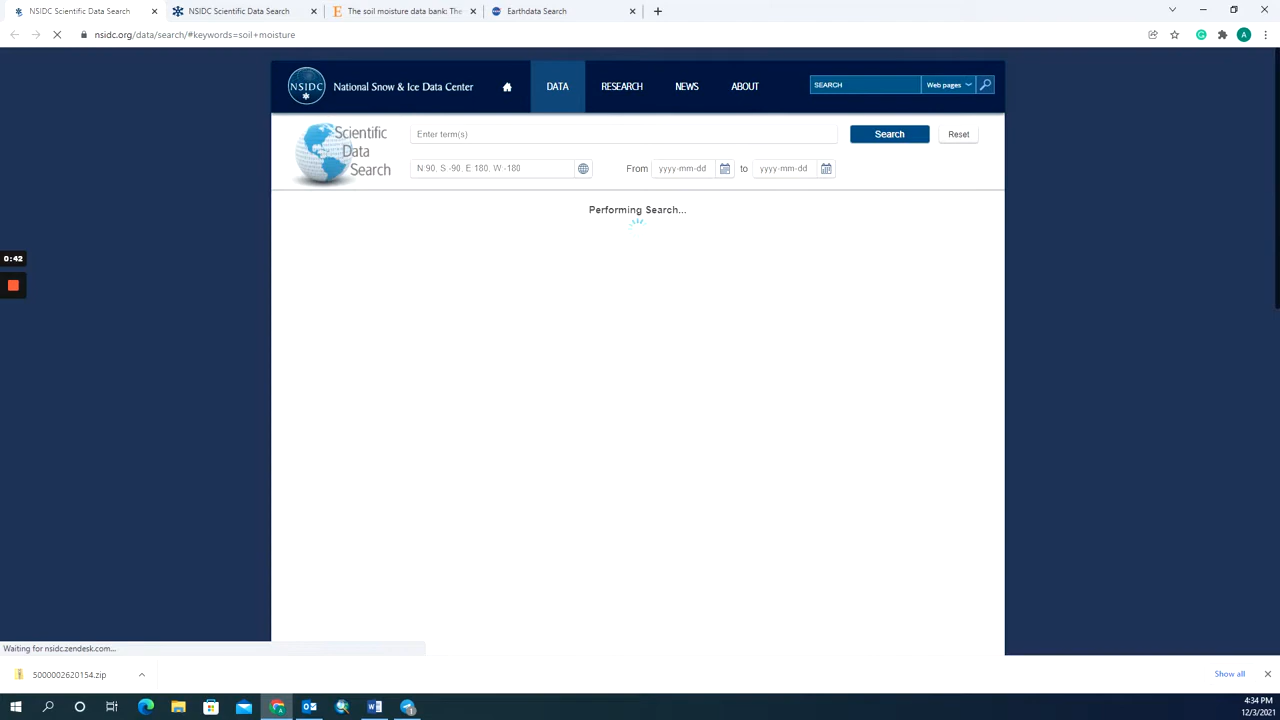 NSIDC Scientific Data Search
NSIDC Scientific Data Search
The soil moisture data bank: The
Earthdata Search
nsidc.org/data/search/#keywords=soil+moisture
A
NSIDC
National Snow & Ice Data Center
DATA
RESEARCH
NEWS
ABOUT
SEARCH
Web pages
Scientific
Data
Search
Enter term(s)
Search
Reset
N:90, S:-90, E:180, W:-180
From
yyyy-mm-dd
to
yyyy-mm-dd
Performing Search...
0:42
Waiting for nsidc.zendesk.com...
5000002620154.zip
Show all
4:34 PM
12/3/2021